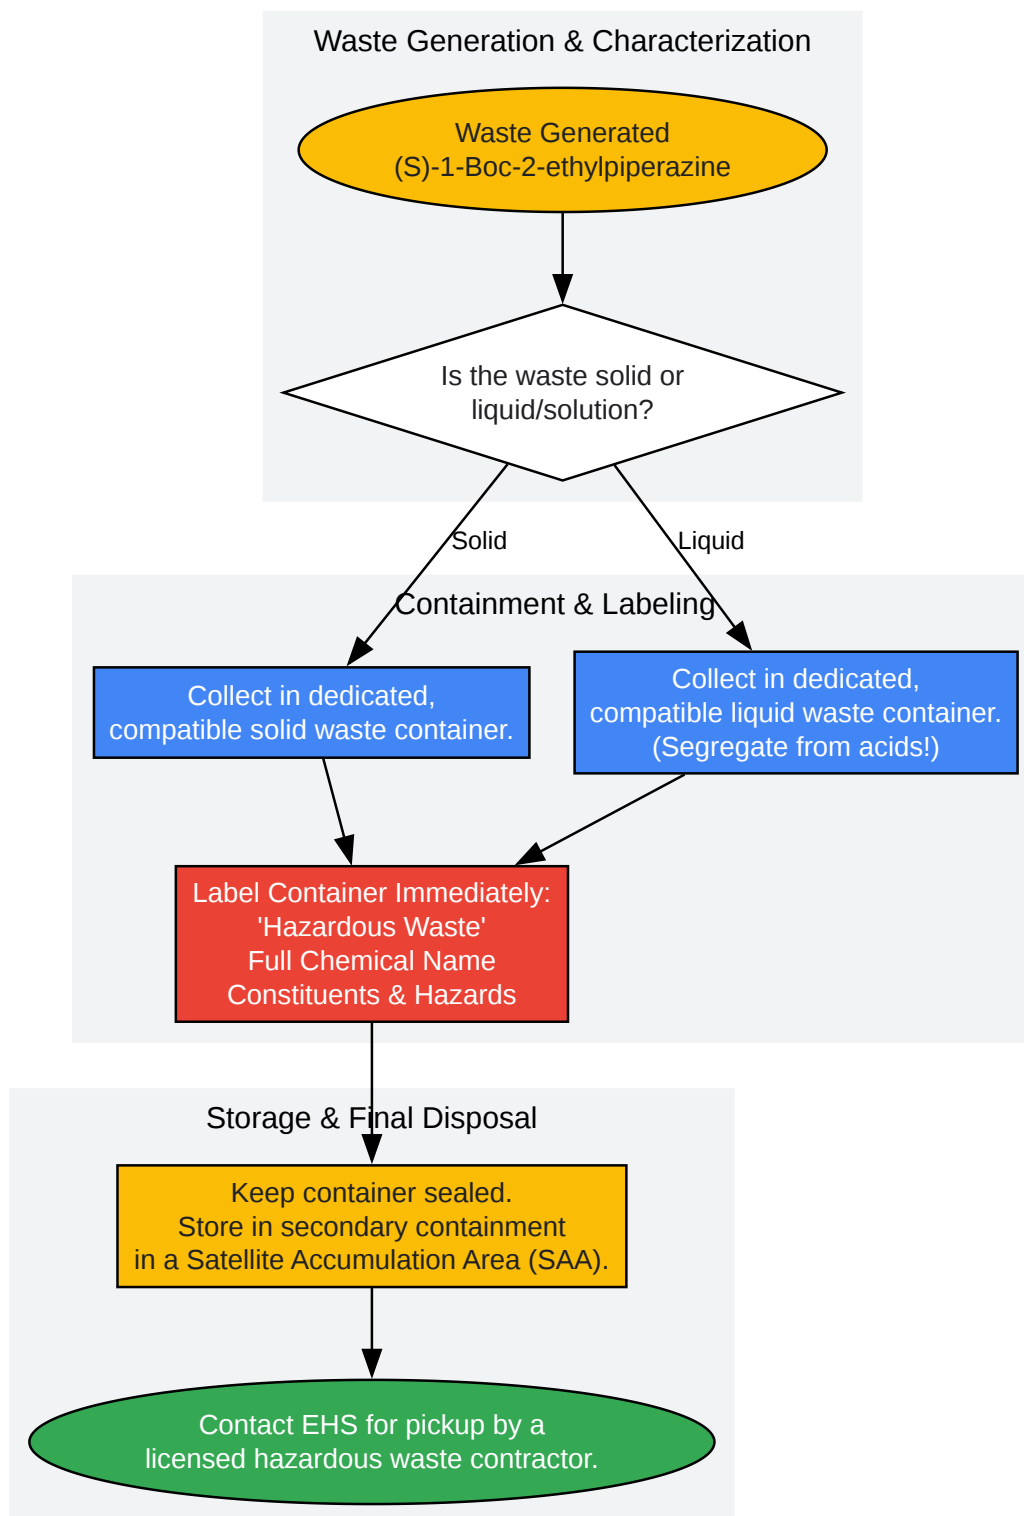 Waste Generation & Characterization
Waste Generated
(S)-1-Boc-2-ethylpiperazine
Is the waste solid or
liquid/solution?
Solid
Liquid
Containment & Labeling
Collect in dedicated,
compatible solid waste container.
Collect in dedicated,
compatible liquid waste container.
(Segregate from acids!)
Label Container Immediately:
'Hazardous Waste'
Full Chemical Name
Constituents & Hazards
Storage & Final Disposal
Keep container sealed.
Store in secondary containment
in a Satellite Accumulation Area (SAA).
Contact EHS for pickup by a
licensed hazardous waste contractor.